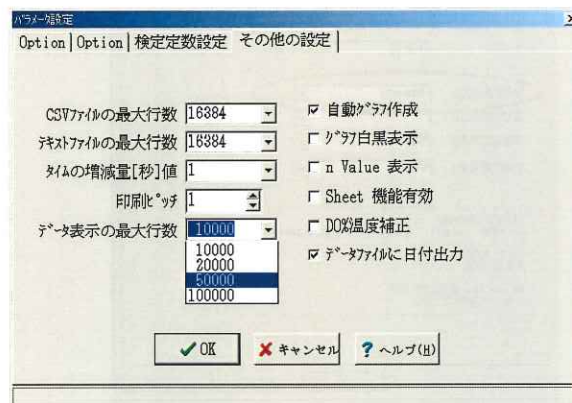 パラメータ設定
Option
Option
検定定数設定
その他の設定
CSVファイルの最大行数
16384
テキストファイルの最大行数
16384
タイムの増減量[秒]値
1
印刷ピッチ
1
データ表示の最大行数
10000
10000
20000
50000
100000
自動グラフ作成
グラフ白黒表示
n Value 表示
Sheet 機能有効
DO%温度補正
データファイルに日付出力
OK
キャンセル
ヘルプ(H)